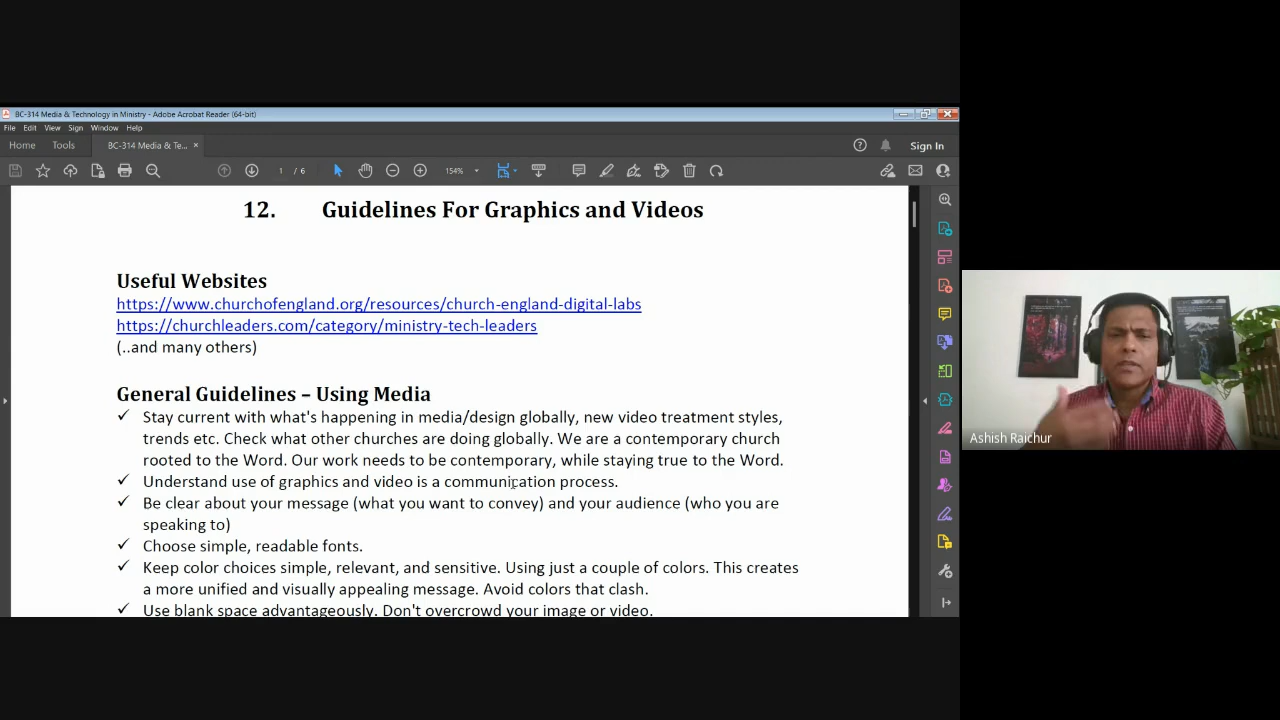 BC-314 Media & Technology in Ministry - Adobe Acrobat Reader (64-bit)
File Edit View Sign Window Help
Home Tools BC-314 Media & Te... × Sign In
1 / 6 154%
12. Guidelines For Graphics and Videos
Useful Websites
https://www.churchofengland.org/resources/church-england-digital-labs
https://churchleaders.com/category/ministry-tech-leaders
(..and many others)
General Guidelines – Using Media
✓ Stay current with what's happening in media/design globally, new video treatment styles,
trends etc. Check what other churches are doing globally. We are a contemporary church
rooted to the Word. Our work needs to be contemporary, while staying true to the Word.
✓ Understand use of graphics and video is a communication process.
✓ Be clear about your message (what you want to convey) and your audience (who you are
speaking to)
✓ Choose simple, readable fonts.
✓ Keep color choices simple, relevant, and sensitive. Using just a couple of colors. This creates
a more unified and visually appealing message. Avoid colors that clash.
✓ Use blank space advantageously. Don't overcrowd your image or video.
Ashish Raichur